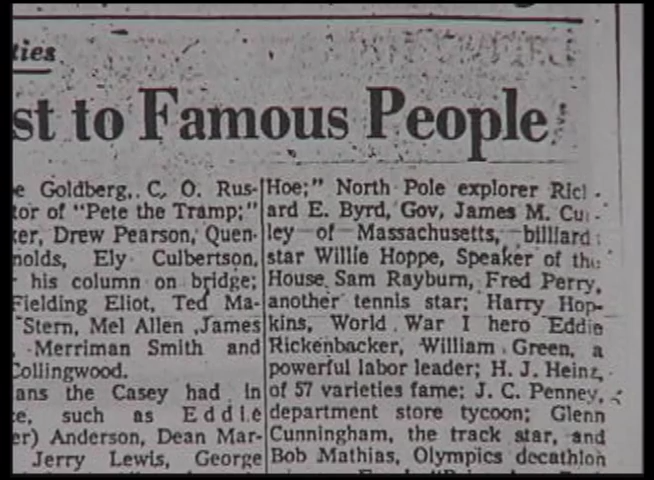 ties
st to Famous People
e Goldberg, C. O. Rus-
tor of "Pete the Tramp;"
ker, Drew Pearson, Quen-
nolds, Ely Culbertson,
his column on bridge;
Fielding Eliot, Ted Ma-
Stern, Mel Allen ,James
. Merriman Smith and
Collingwood.
ans the Casey had in
ce, such as Eddie
er) Anderson, Dean Mar-
Jerry Lewis, George
Hoe;" North Pole explorer Rich-
ard E. Byrd, Gov. James M. Cur-
ley of Massachusetts, billiard
star Willie Hoppe, Speaker of the
House Sam Rayburn, Fred Perry,
another tennis star; Harry Hop-
kins, World War I hero Eddie
Rickenbacker, William Green, a
powerful labor leader; H. J. Heinz,
of 57 varieties fame; J. C. Penney,
department store tycoon; Glenn
Cunningham, the track star, and
Bob Mathias, Olympics decathlon